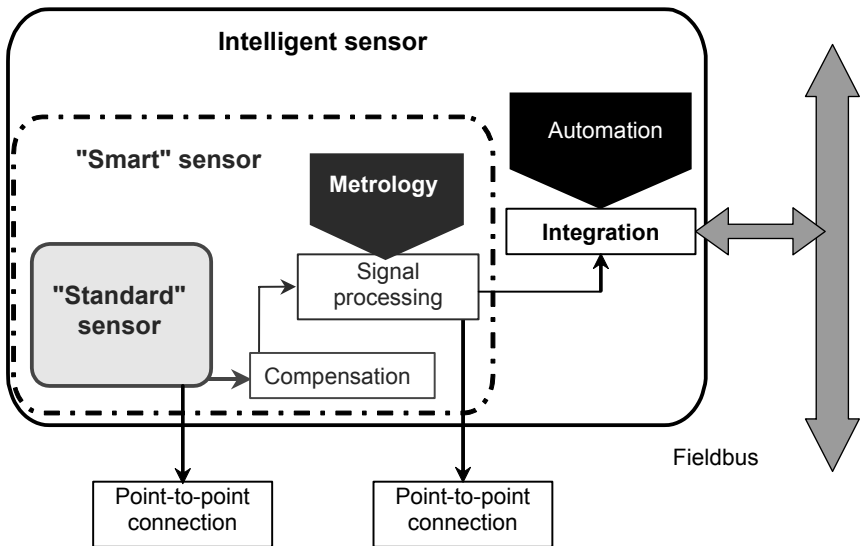 Intelligent sensor
Automation
"Smart" sensor
Metrology
Integration
"Standard"
sensor
Signal
processing
Compensation
Fieldbus
Point-to-point
connection
Point-to-point
connection